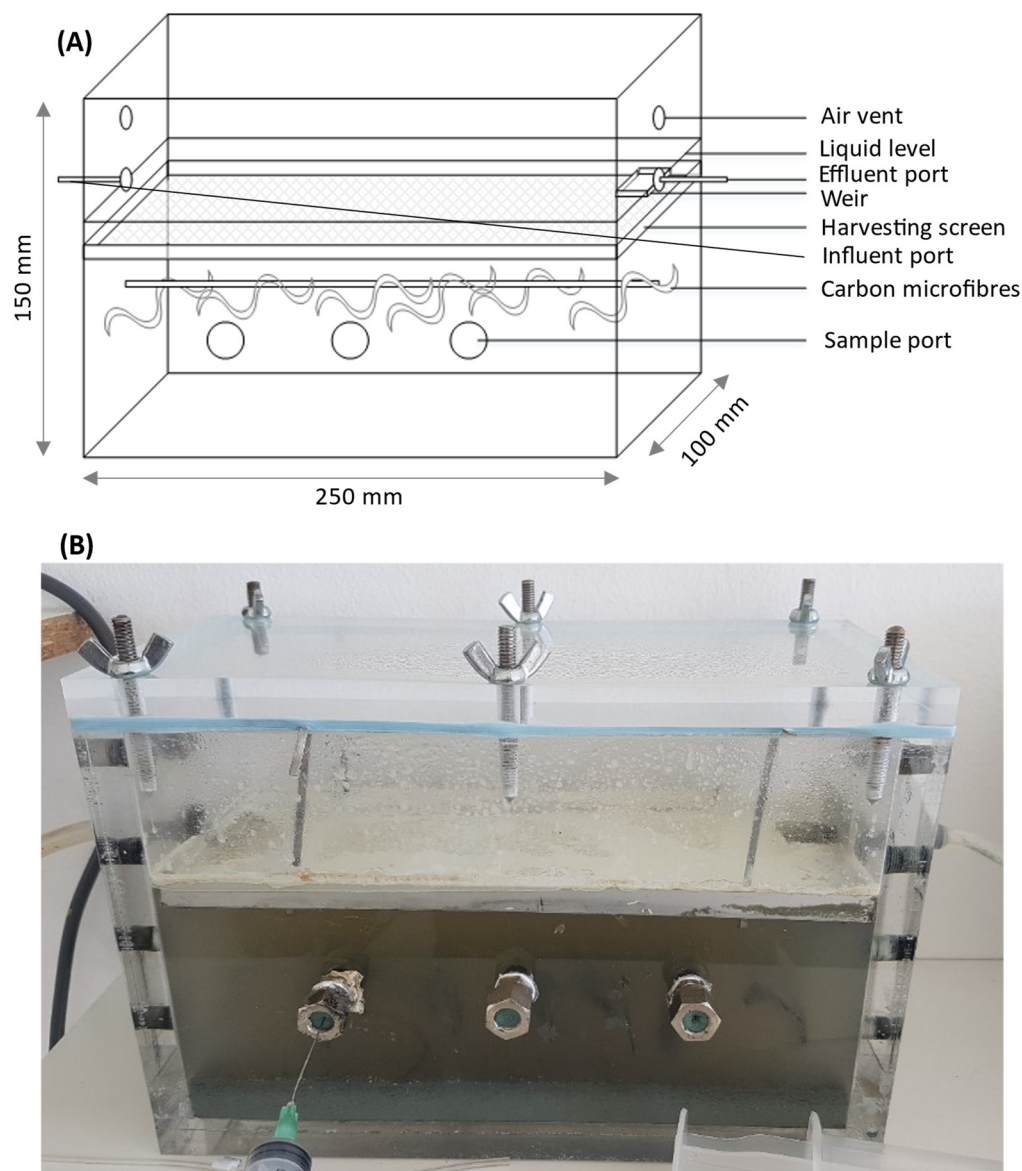 (A)
Air vent
Liquid level
Effluent port
Weir
Harvesting screen
Influent port
Carbon microfibres
Sample port
150 mm
100 mm
250 mm
(B)